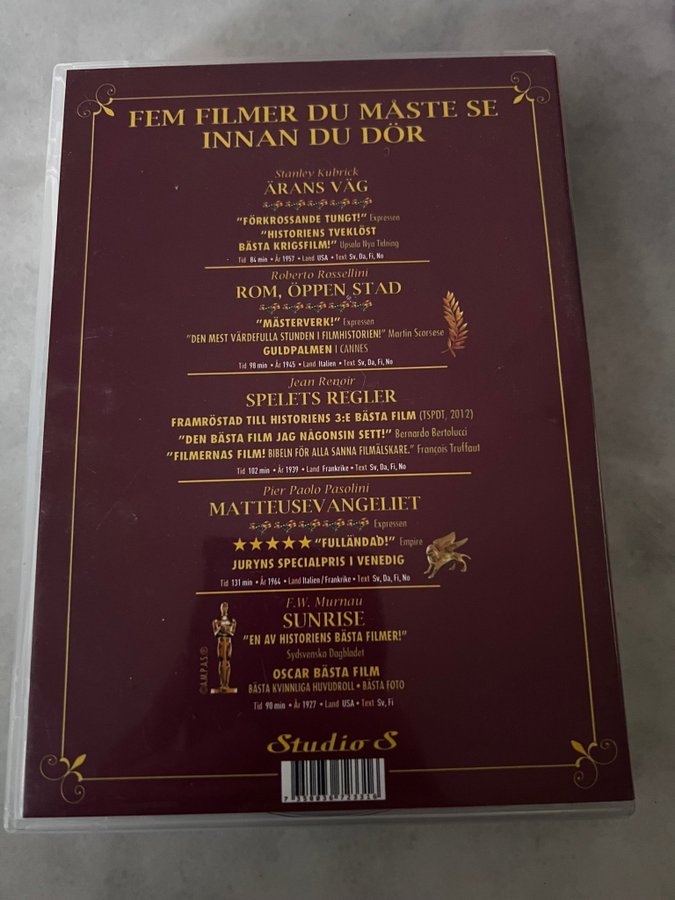 FEM FILMER DU MÅSTE SE
INNAN DU DÖR
Stanley Kubrick
ÄRANS VÄG
"FÖRKROSSANDE TUNGT!" Expressen
"HISTORIENS TVEKLÖST
BÄSTA KRIGSFILM!" Upsala Nya Tidning
Tid 84 min • År 1957 • Land USA • Text Sv, Da, Fi, No
Roberto Rossellini
ROM, ÖPPEN STAD
"MÄSTERVERK!" Expressen
"DEN MEST VÄRDEFULLA STUNDEN I FILMHISTORIEN!" Martin Scorsese
GULDPALMEN I CANNES
Tid 98 min • År 1945 • Land Italien • Text Sv, Da, Fi, No
Jean Renoir
SPELETS REGLER
FRAMRÖSTAD TILL HISTORIENS 3:E BÄSTA FILM (TSPDT, 2012)
"DEN BÄSTA FILM JAG NÅGONSIN SETT!" Bernardo Bertolucci
"FILMERNAS FILM! BIBELN FÖR ALLA SANNA FILMÄLSKARE." François Truffaut
Tid 102 min • År 1939 • Land Frankrike • Text Sv, Da, Fi, No
Pier Paolo Pasolini
MATTEUSEVANGELIET
Expressen
"FULLÄNDAD!" Empire
JURYNS SPECIALPRIS I VENEDIG
Tid 131 min • År 1964 • Land Italien/Frankrike • Text Sv, Da, Fi, No
F.W. Murnau
SUNRISE
"EN AV HISTORIENS BÄSTA FILMER!"
Sydsvenska Dagbladet
©A.M.P.A.S.®
OSCAR BÄSTA FILM
BÄSTA KVINNLIGA HUVUDROLL • BÄSTA FOTO
Tid 90 min • År 1927 • Land USA • Text Sv, Fi
Studio S